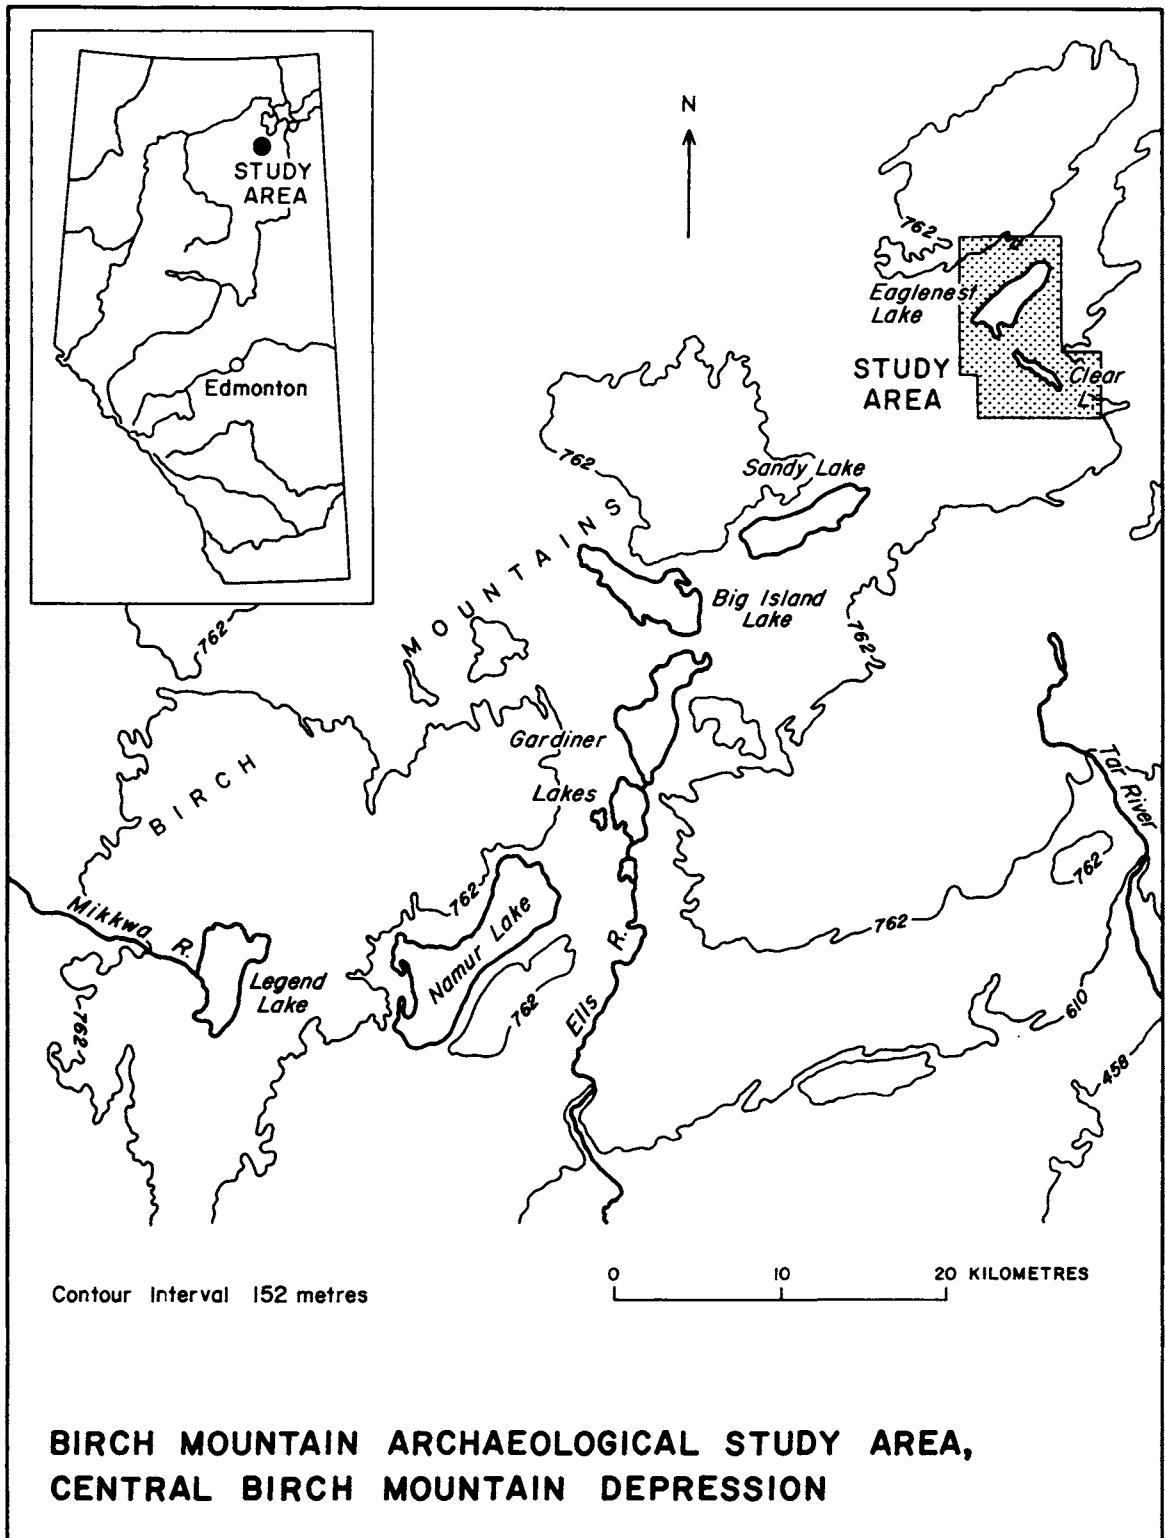 STUDY
AREA
Edmonton
N
762
Eaglenest
Lake
STUDY
AREA
Clear
L.
762
Sandy Lake
MOUNTAINS
Big Island
Lake
762
762
Gardiner
Lakes
BIRCH
Tar River
762
762
762
Mikkwa R.
Legend
Lake
Namur Lake
762
762
Ells R.
610
458
0 10 20 KILOMETRES
Contour Interval 152 metres
BIRCH MOUNTAIN ARCHAEOLOGICAL STUDY AREA,
CENTRAL BIRCH MOUNTAIN DEPRESSION